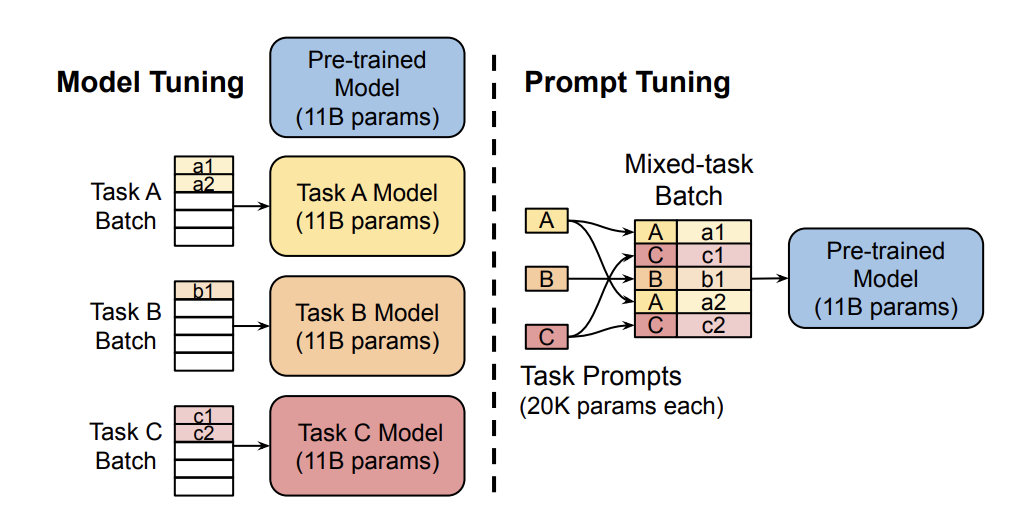 Model Tuning
Pre-trained
Model
(11B params)
Task A
Batch
a1
a2
Task A Model
(11B params)
Task B
Batch
b1
Task B Model
(11B params)
Task C
Batch
c1
c2
Task C Model
(11B params)
Prompt Tuning
Mixed-task
Batch
A
B
C
A a1
C c1
B b1
A a2
C c2
Task Prompts
(20K params each)
Pre-trained
Model
(11B params)